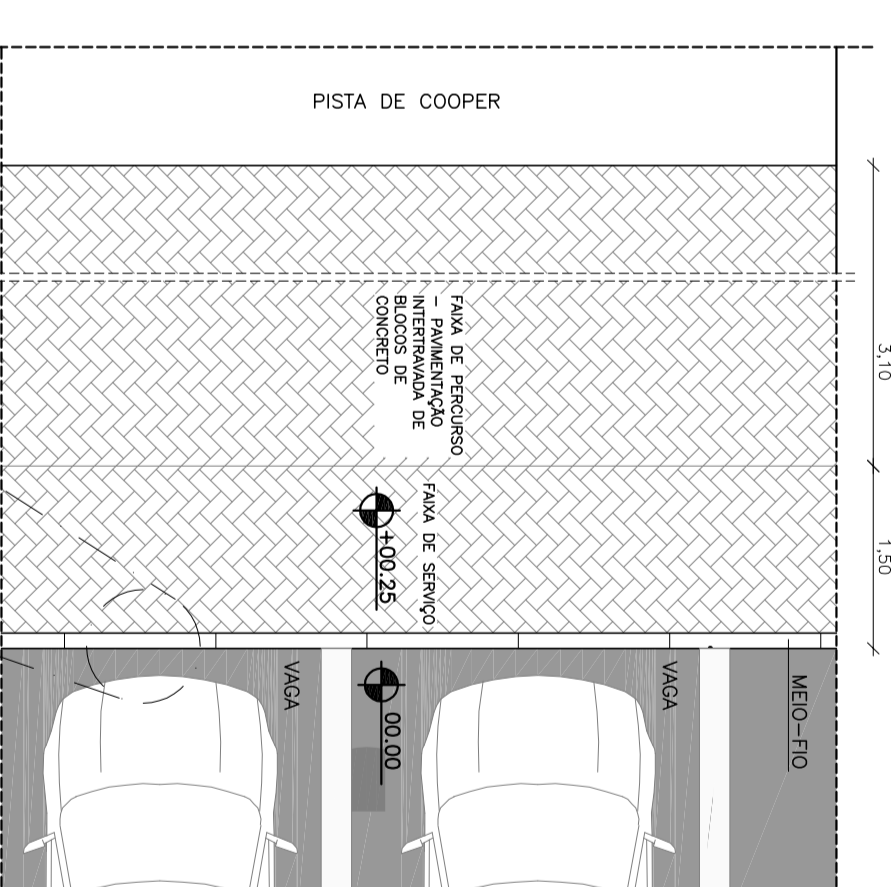 PISTA DE COOPER
3,10
FAIXA DE PERCURSO
– PAVIMENTAÇÃO
INTERTRAVADA DE
BLOCOS DE
CONCRETO
1,50
FAIXA DE SERVIÇO
+00.25
VAGA
00.00
VAGA
MEIO–FIO